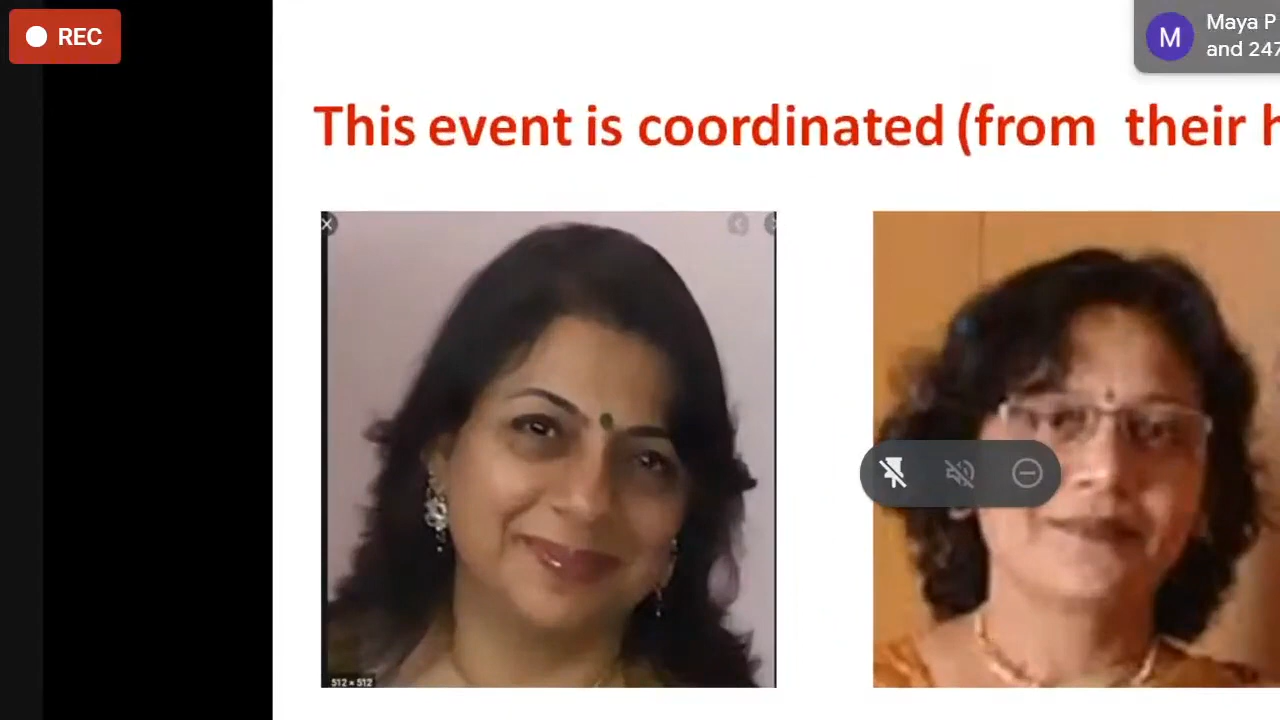 REC
M
Maya P
and 247
This event is coordinated (from their h
512 × 512